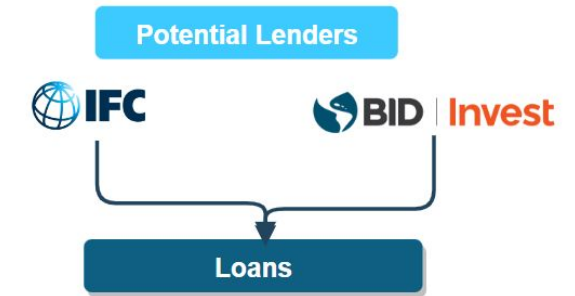 Potential Lenders
IFC
BID | Invest
Loans